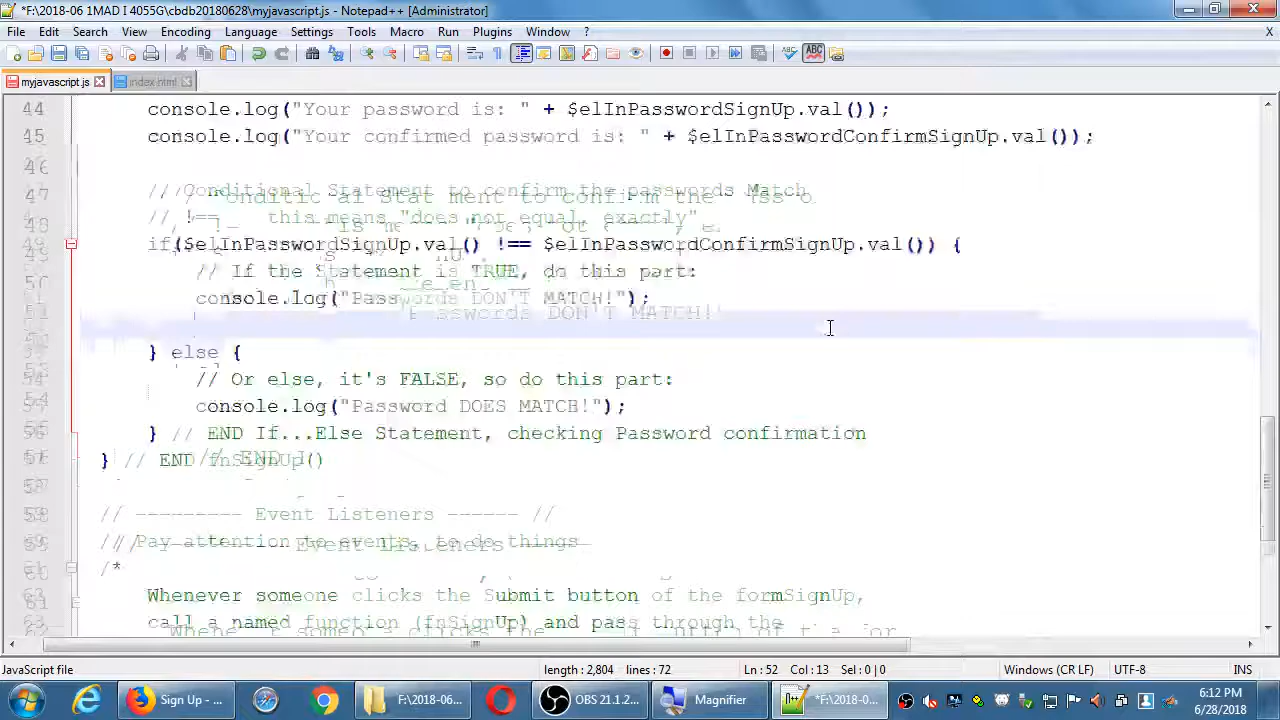 *F:\2018-06 1MAD I 4055G\cbdb20180628\myjavascript.js - Notepad++ [Administrator]
File Edit Search View Encoding Language Settings Tools Macro Run Plugins Window ? X
myjavascript.js index.html
44 console.log("Your password is: " + $elInPasswordSignUp.val());
45 console.log("Your confirmed password is: " + $elInPasswordConfirmSignUp.val());
46
47 // Conditional Statement to confirm the passwords Match
48 // !== this means "does not equal, exactly"
49 if($elInPasswordSignUp.val() !== $elInPasswordConfirmSignUp.val()) {
50 // If the Statement is TRUE, do this part:
51 console.log("Passwords DON'T MATCH!");
} else {
// Or else, it's FALSE, so do this part:
console.log("Password DOES MATCH!");
} // END If...Else Statement, checking Password confirmation
} // END fnSignUp()
// --------- Event Listeners ------ //
// Pay attention to events, to do things
/*
Whenever someone clicks the Submit button of the formSignUp,
call a named function (fnSignUp) and pass through the
JavaScript file length : 2,804 lines : 72 Ln : 52 Col : 13 Sel : 0 | 0 Windows (CR LF) UTF-8 INS
Sign Up - ... F:\2018-06... OBS 21.1.2... Magnifier *F:\2018-0... 6:12 PM
6/28/2018